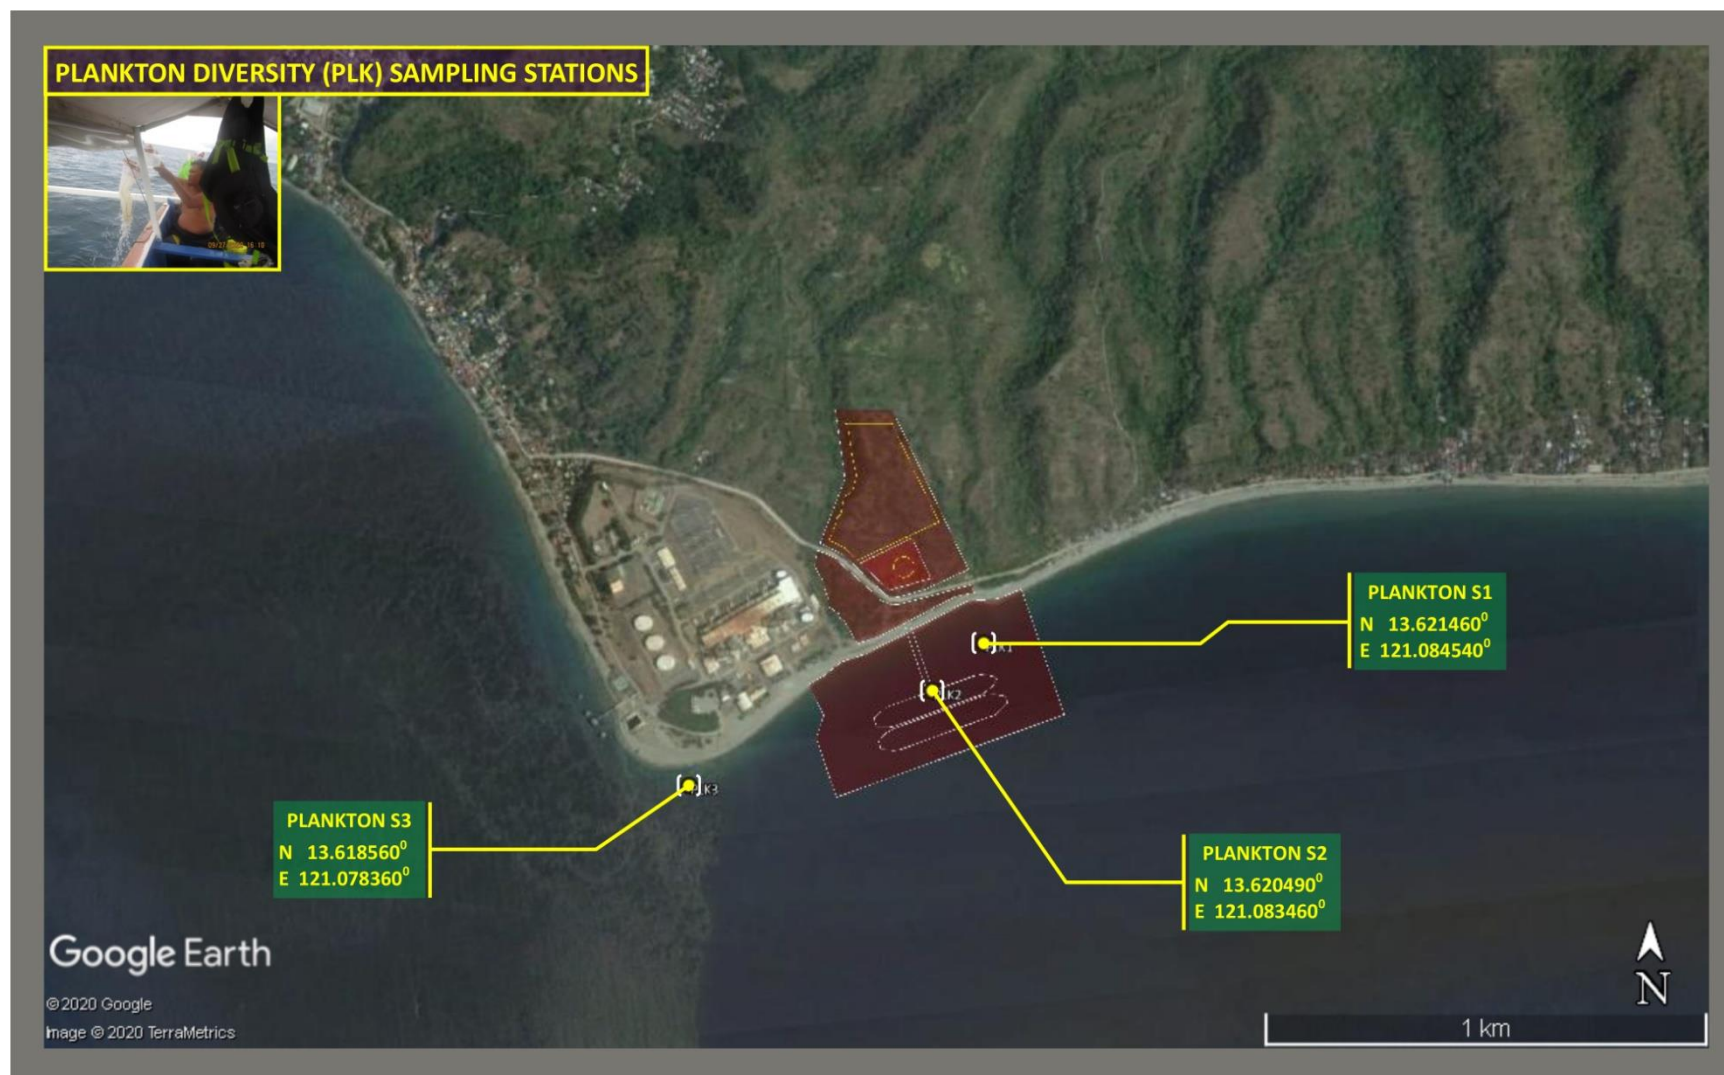 PLANKTON DIVERSITY (PLK) SAMPLING STATIONS
PLANKTON S1
N 13.621460⁰
E 121.084540⁰
PLANKTON S3
N 13.618560⁰
E 121.078360⁰
PLANKTON S2
N 13.620490⁰
E 121.083460⁰
Google Earth
©2020 Google
Image © 2020 TerraMetrics
N
1 km